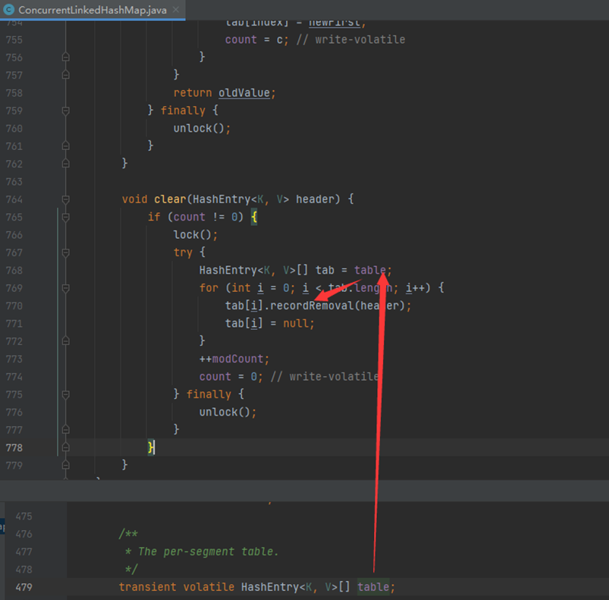 ConcurrentLinkedHashMap.java
754 tab[index] = newFirst;
755 count = c; // write-volatile
756 }
757 }
758 return oldValue;
759 } finally {
760 unlock();
761 }
762 }
763
764 void clear(HashEntry<K, V> header) {
765 if (count != 0) {
766 lock();
767 try {
768 HashEntry<K, V>[] tab = table;
769 for (int i = 0; i < tab.length; i++) {
770 tab[i].recordRemoval(header);
771 tab[i] = null;
772 }
773 ++modCount;
774 count = 0; // write-volatile
775 } finally {
776 unlock();
777 }
778 }
779 }
475
476 /**
477 * The per-segment table.
478 */
479 transient volatile HashEntry<K, V>[] table;